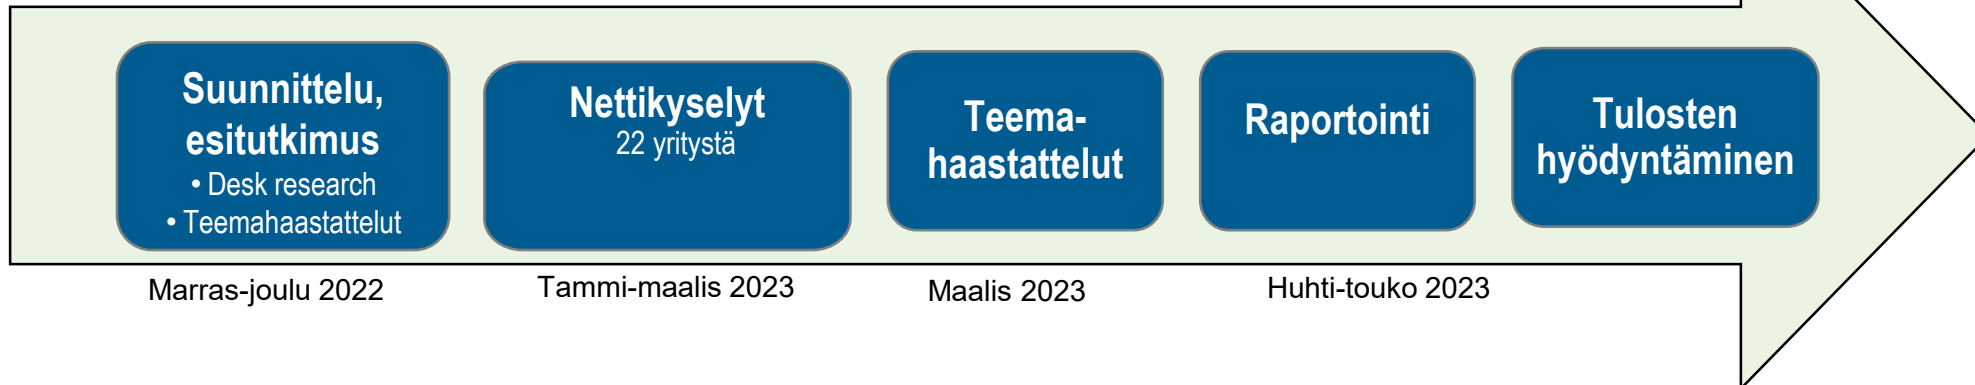 Suunnittelu,
esitutkimus
• Desk research
• Teemahaastattelut
Nettikyselyt
22 yritystä
Teema-
haastattelut
Raportointi
Tulosten
hyödyntäminen
Marras-joulu 2022
Tammi-maalis 2023
Maalis 2023
Huhti-touko 2023